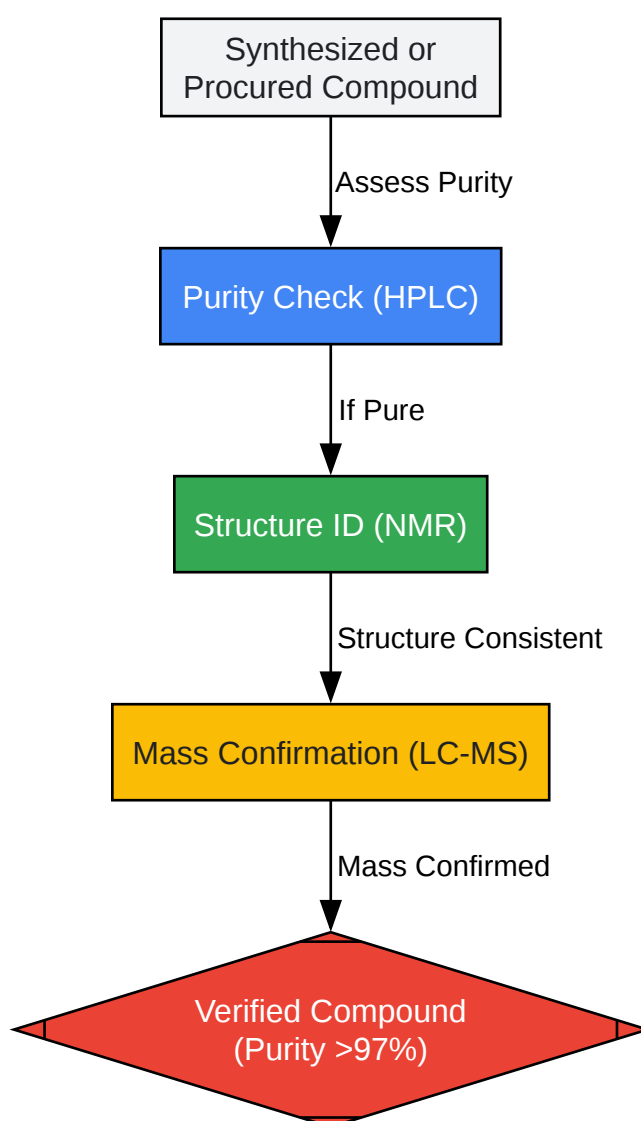 Synthesized or
Procured Compound
Assess Purity
Purity Check (HPLC)
If Pure
Structure ID (NMR)
Structure Consistent
Mass Confirmation (LC-MS)
Mass Confirmed
Verified Compound
(Purity >97%)